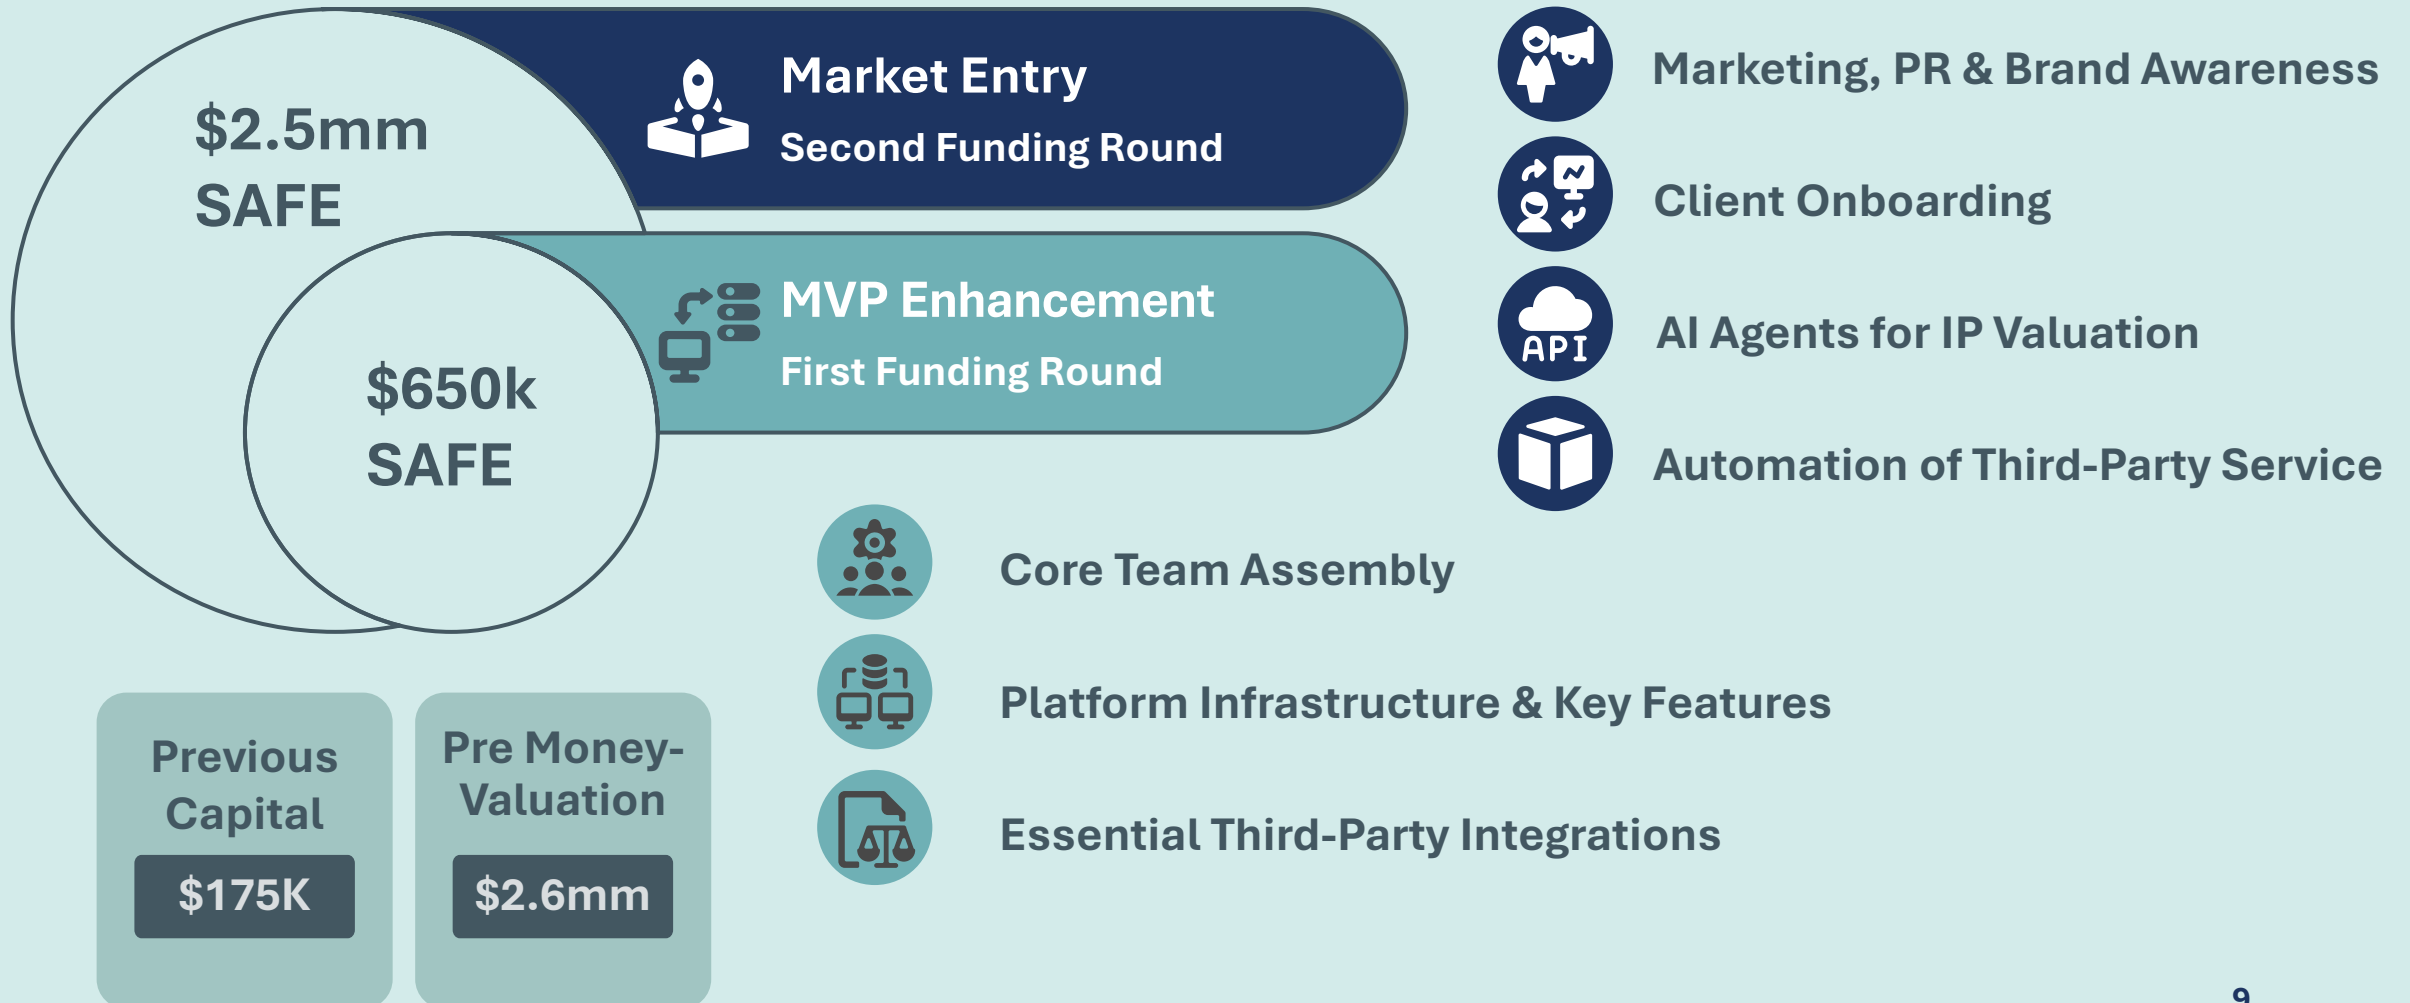 $2.5mm
SAFE
Market Entry
Second Funding Round
$650k
SAFE
MVP Enhancement
First Funding Round
Marketing, PR & Brand Awareness
Client Onboarding
API
AI Agents for IP Valuation
Automation of Third-Party Service
Core Team Assembly
Platform Infrastructure & Key Features
Essential Third-Party Integrations
Previous
Capital
$175K
Pre Money-
Valuation
$2.6mm
9